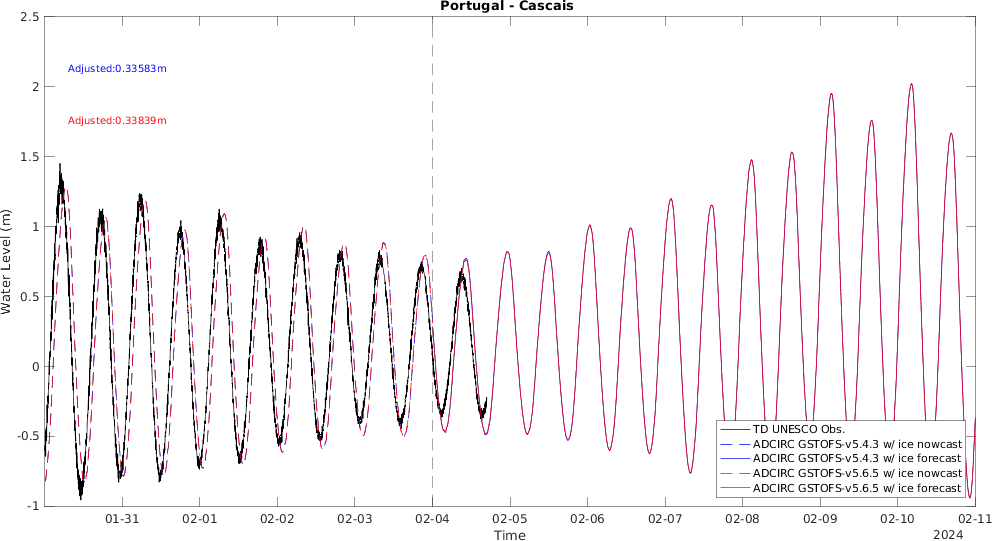 Portugal - Cascais
2.5
2
1.5
1
0.5
0
-0.5
-1
Water Level (m)
Adjusted:0.33583m
Adjusted:0.33839m
TD UNESCO Obs.
ADCIRC GSTOFS-v5.4.3 w/ ice nowcast
ADCIRC GSTOFS-v5.4.3 w/ ice forecast
ADCIRC GSTOFS-v5.6.5 w/ ice nowcast
ADCIRC GSTOFS-v5.6.5 w/ ice forecast
01-31 02-01 02-02 02-03 02-04 02-05 02-06 02-07 02-08 02-09 02-10 02-11
Time
2024